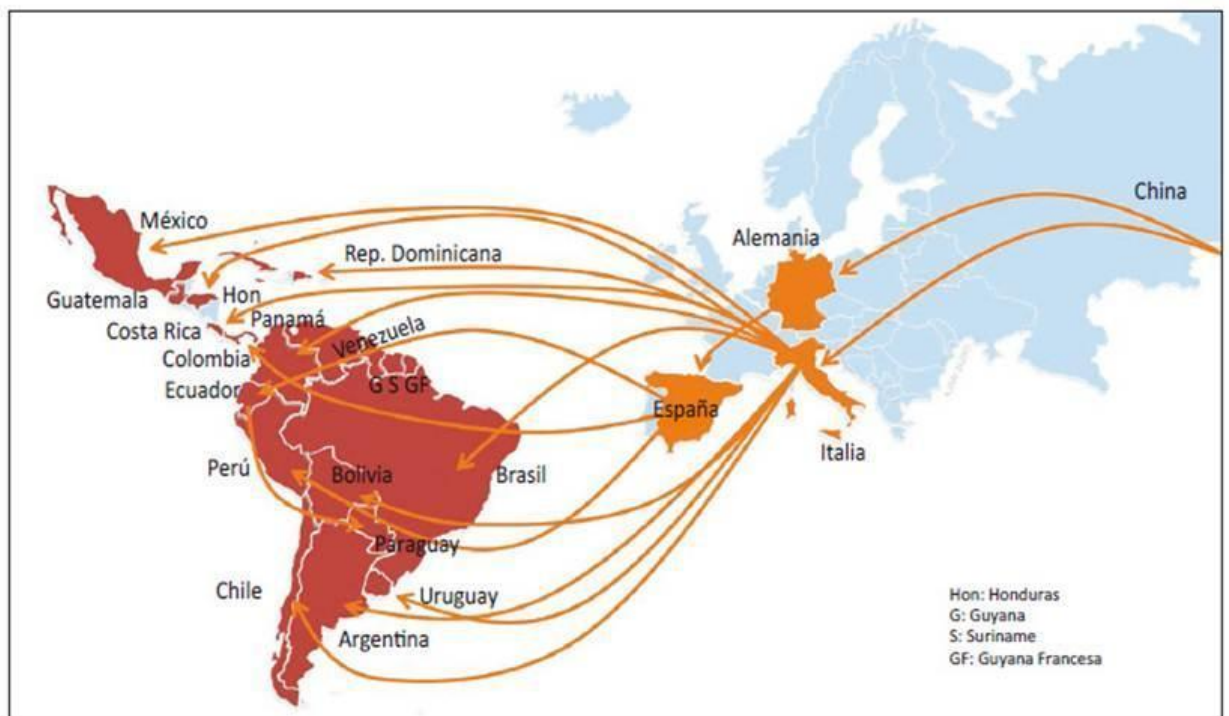 China
Alemania
México
Rep. Dominicana
Guatemala
Hon
Costa Rica
Panamá
Venezuela
Colombia
Ecuador
G S GF
España
Italia
Perú
Bolivia
Brasil
Paraguay
Chile
Uruguay
Argentina
Hon: Honduras
G: Guyana
S: Suriname
GF: Guyana Francesa